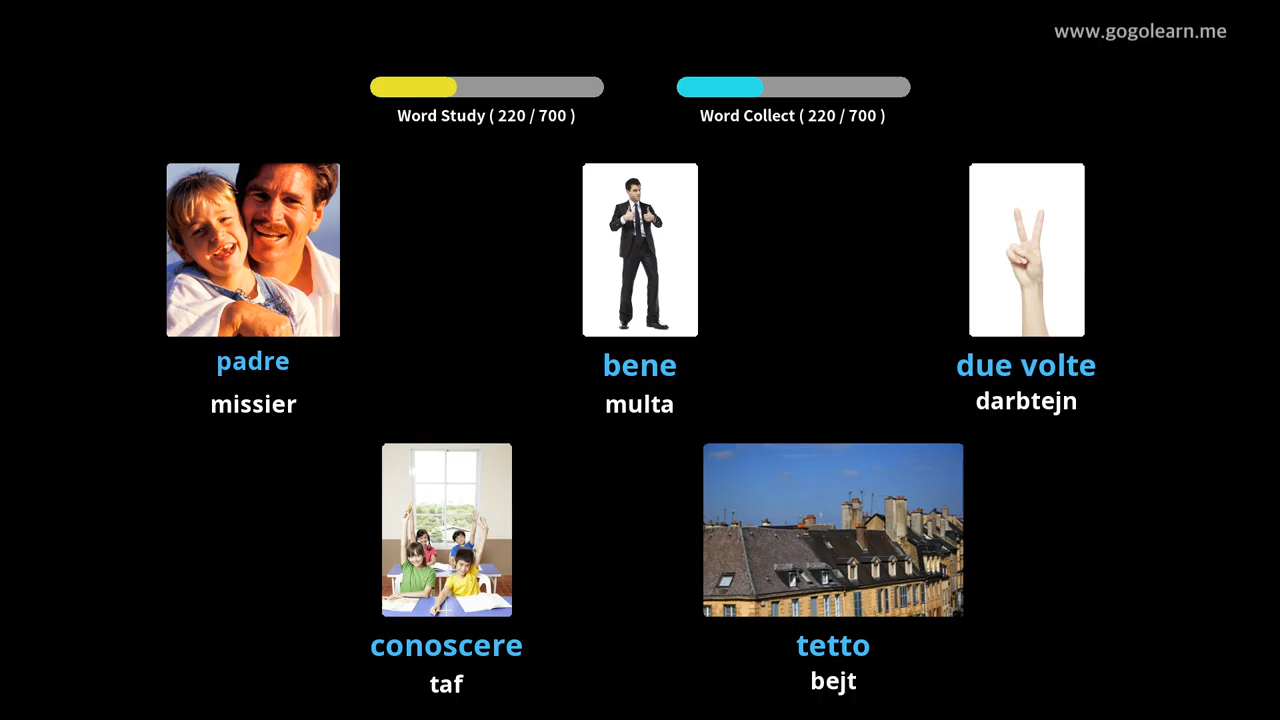 www.gogolearn.me
Word Study ( 220 / 700 )
Word Collect ( 220 / 700 )
padre
missier
bene
multa
due volte
darbtejn
conoscere
taf
tetto
bejt